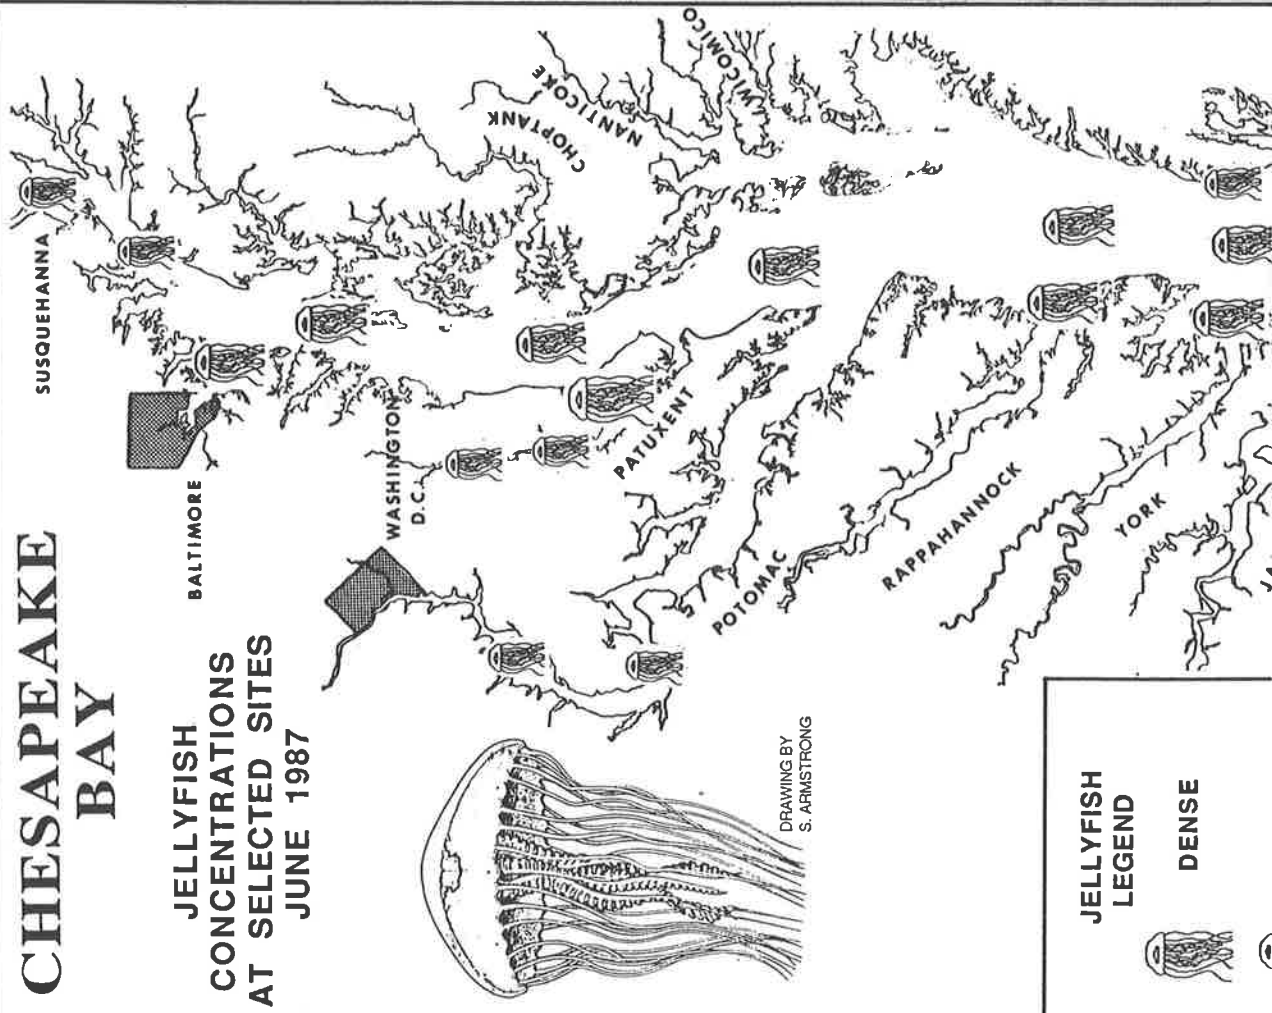 CHESAPEAKE
BAY
JELLYFISH
CONCENTRATIONS
AT SELECTED SITES
JUNE 1987
SUSQUEHANNA
BALTIMORE
WASHINGTON
D.C.
CHOPTANK
NANTICOKE
WICOMICO
PATUXENT
POTOMAC
RAPPAHANNOCK
YORK
JA
DRAWING BY
S. ARMSTRONG
JELLYFISH
LEGEND
DENSE